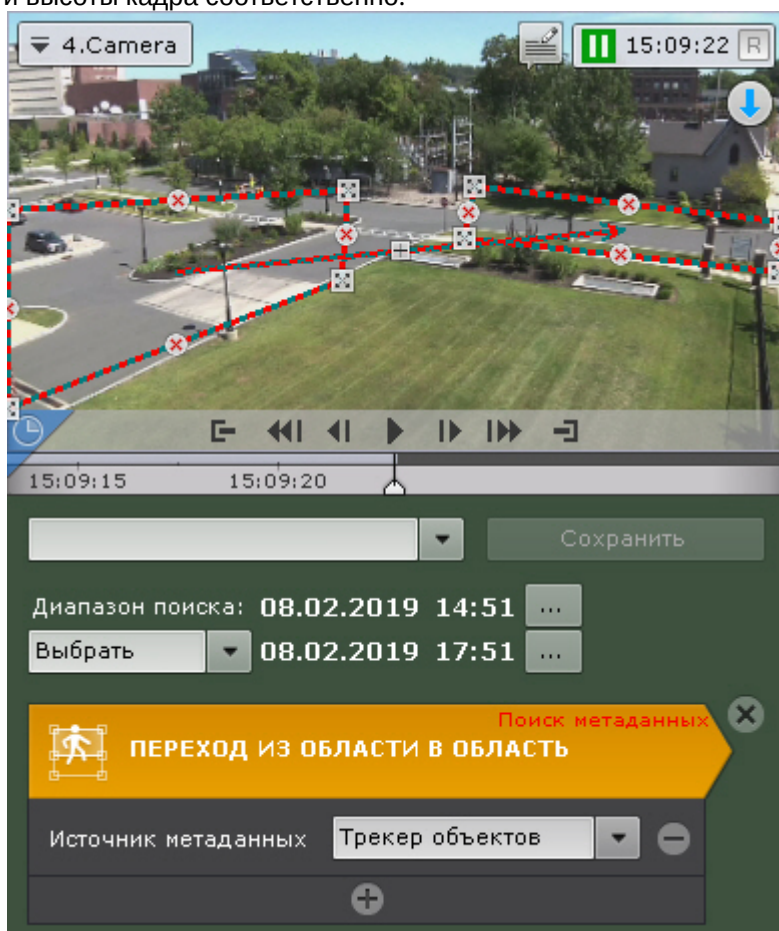 и высоты кадра соответственно.
4.Camera
15:09:22 R
15:09:15 15:09:20
Сохранить
Диапазон поиска: 08.02.2019 14:51 ...
Выбрать 08.02.2019 17:51 ...
Поиск метаданных
ПЕРЕХОД ИЗ ОБЛАСТИ В ОБЛАСТЬ
Источник метаданных Трекер объектов